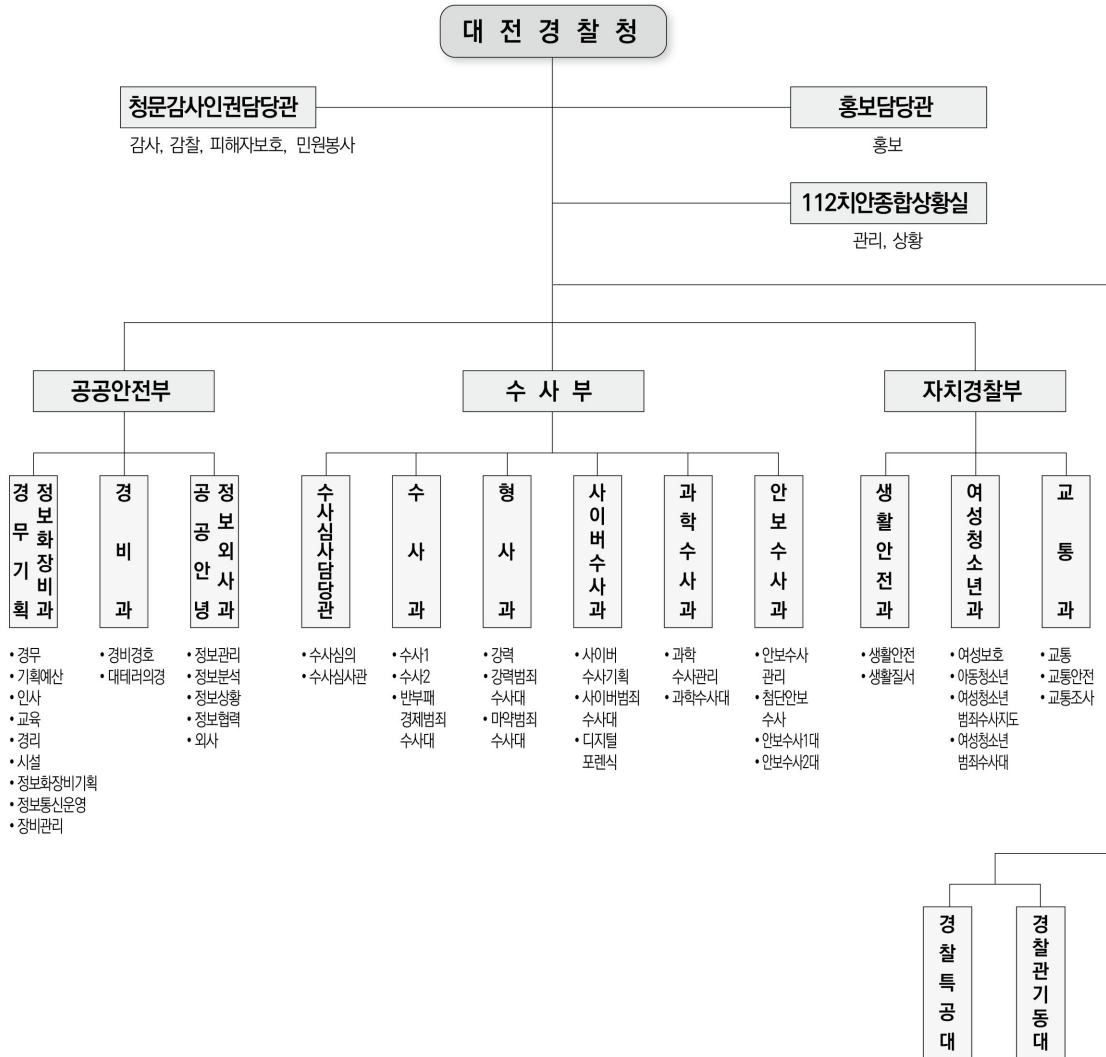 대전경찰청
청문감사인권담당관
감사, 감찰, 피해자보호, 민원봉사
홍보담당관
홍보
112치안종합상황실
관리, 상황
공공안전부
수사부
자치경찰부
경무기획
정보화장비과
• 경무
• 기획예산
• 인사
• 교육
• 경리
• 시설
• 정보화장비기획
• 정보통신운영
• 장비관리
경비과
• 경비경호
• 대테러의경
공공안녕
정보외사과
• 정보관리
• 정보분석
• 정보상황
• 정보협력
• 외사
수사심사담당관
• 수사심의
• 수사심사관
수사과
• 수사1
• 수사2
• 반부패
경제범죄
수사대
형사과
• 강력
• 강력범죄
수사대
• 마약범죄
수사대
사이버수사과
• 사이버
수사기획
• 사이버범죄
수사대
• 디지털
포렌식
과학수사과
• 과학
수사관리
• 과학수사대
안보수사과
• 안보수사
관리
• 첨단안보
수사
• 안보수사1대
• 안보수사2대
생활안전과
• 생활안전
• 생활질서
여성청소년과
• 여성보호
• 아동청소년
• 여성청소년
범죄수사지도
• 여성청소년
범죄수사대
교통과
• 교통
• 교통안전
• 교통조사
경찰특공대
경찰관기동대